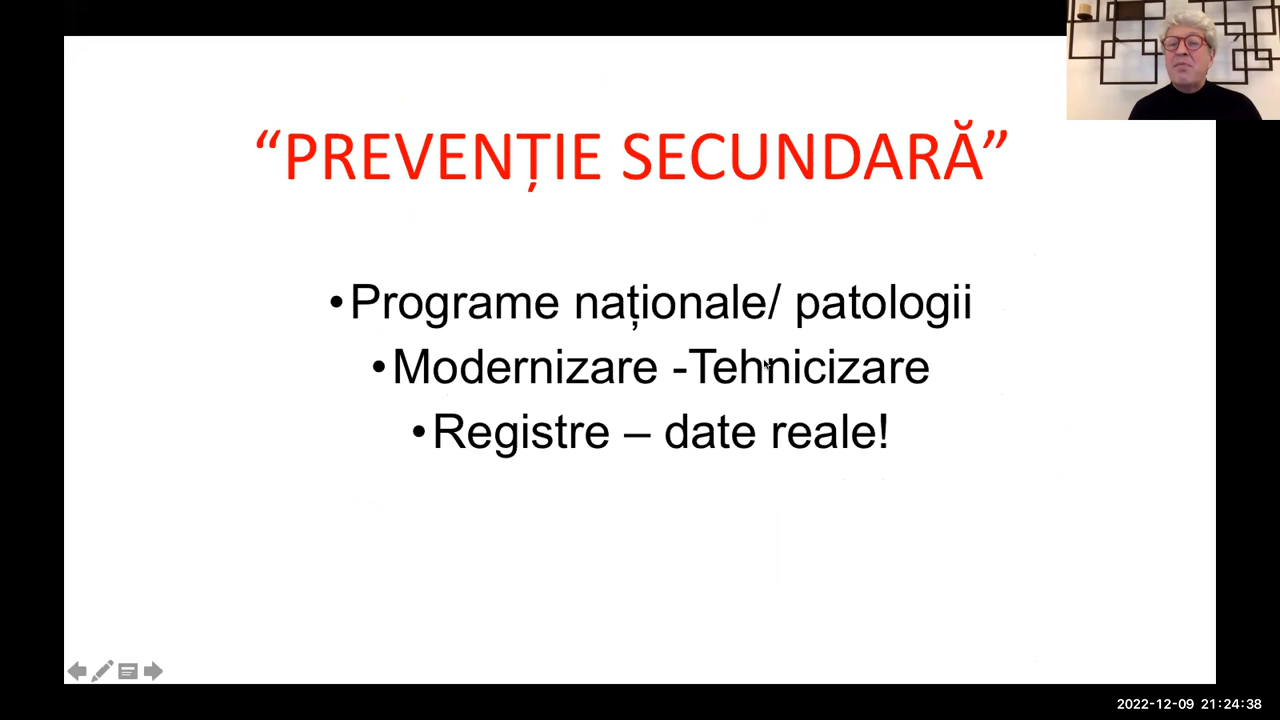 “PREVENȚIE SECUNDARĂ”
•Programe naționale/ patologii
•Modernizare -Tehnicizare
•Registre – date reale!
2022-12-09 21:24:38